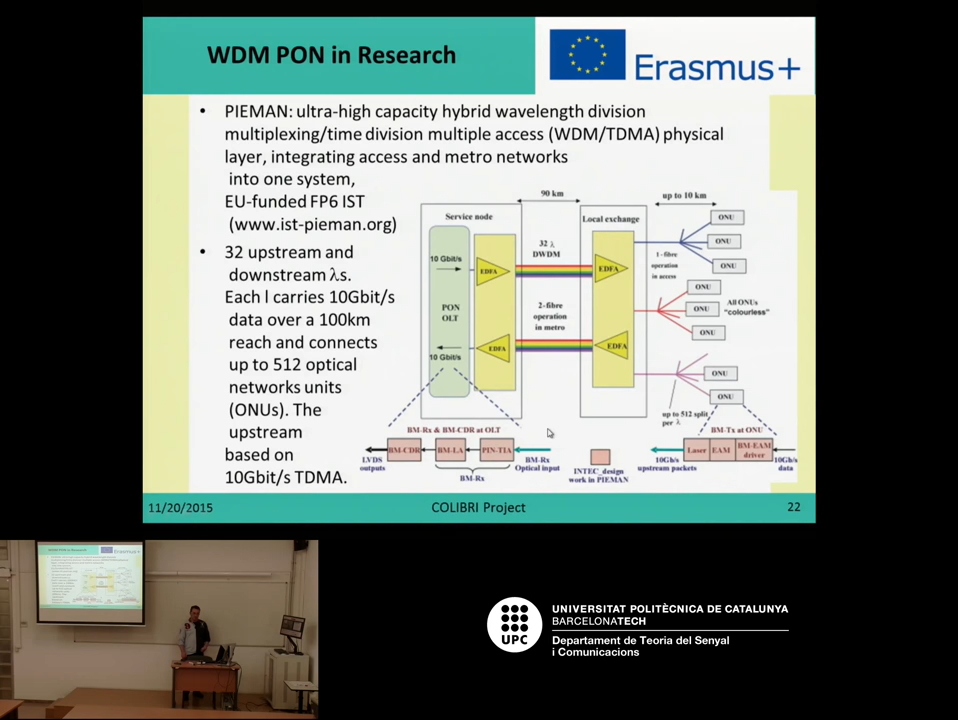 WDM PON in Research
Erasmus+
• PIEMAN: ultra-high capacity hybrid wavelength division
multiplexing/time division multiple access (WDM/TDMA) physical
layer, integrating access and metro networks
into one system,
EU-funded FP6 IST
(www.ist-pieman.org)
• 32 upstream and
downstream λs.
Each l carries 10Gbit/s
data over a 100km
reach and connects
up to 512 optical
networks units
(ONUs). The
upstream
based on
10Gbit/s TDMA.
90 km
up to 10 km
Service node
Local exchange
ONU
ONU
ONU
10 Gbit/s
32 λ
DWDM
1-fibre
operation
in access
EDFA
EDFA
ONU
ONU
ONU
All ONUs
“colourless”
PON
OLT
2-fibre
operation
in metro
EDFA
EDFA
10 Gbit/s
ONU
ONU
up to 512 split
per λ
BM-Rx & BM-CDR at OLT
BM-Tx at ONU
BM-CDR
BM-LA
PIN-TIA
Laser
EAM
BM-EAM
driver
LVDS
outputs
BM-Rx
Optical input
BM-Rx
INTEC_design
work in PIEMAN
10Gb/s
upstream packets
10Gb/s
data
11/20/2015
COLIBRI Project
22
UPC
UNIVERSITAT POLITÈCNICA DE CATALUNYA
BARCELONATECH
Departament de Teoria del Senyal
i Comunicacions